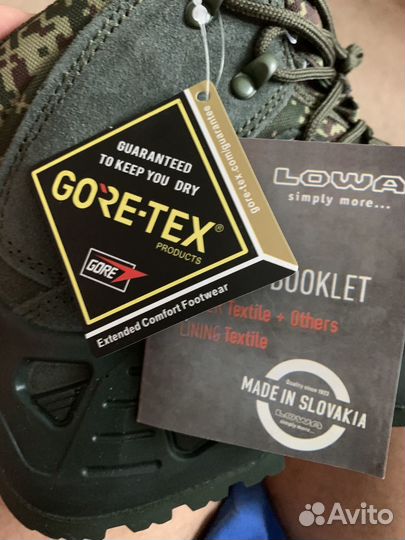 GUARANTEED
TO KEEP YOU DRY
GORE-TEX®
PRODUCTS
GORE
Extended Comfort Footwear
gore-tex.com/guarantee
LOWA
simply more...
BOOKLET
Textile + Others
LINING Textile
Quality since 1923
MADE IN SLOVAKIA
LOWA
simply more...
Avito